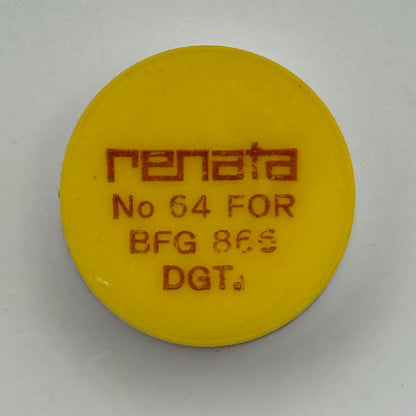 renata
No 64 FOR
BFG 866
DGT.